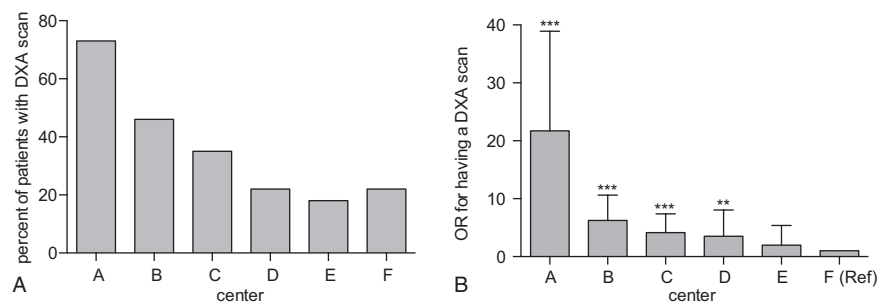 percent of patients with DXA scan
80
60
40
20
0
A B C D E F
center
A
OR for having a DXA scan
40
30
20
10
0
***
***
***
**
A B C D E F (Ref)
center
B